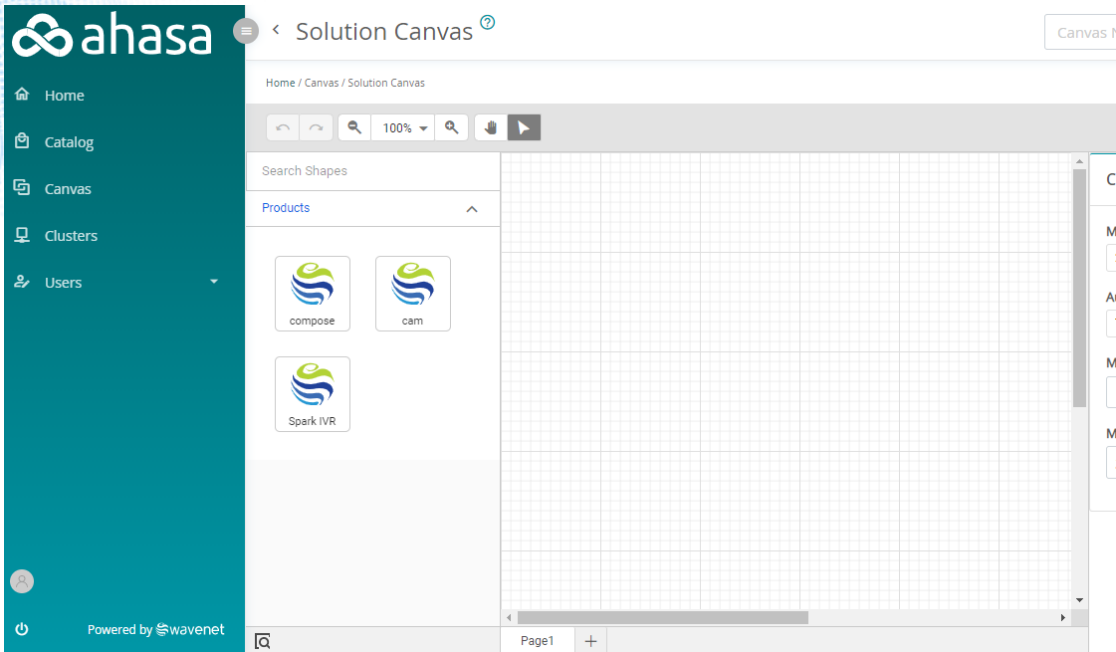 ahasa
Solution Canvas ?
Canvas
Home / Canvas / Solution Canvas
Home
Catalog
Canvas
Clusters
Users
100%
Search Shapes
Products
compose
cam
Spark IVR
Powered by wavenet
Page1